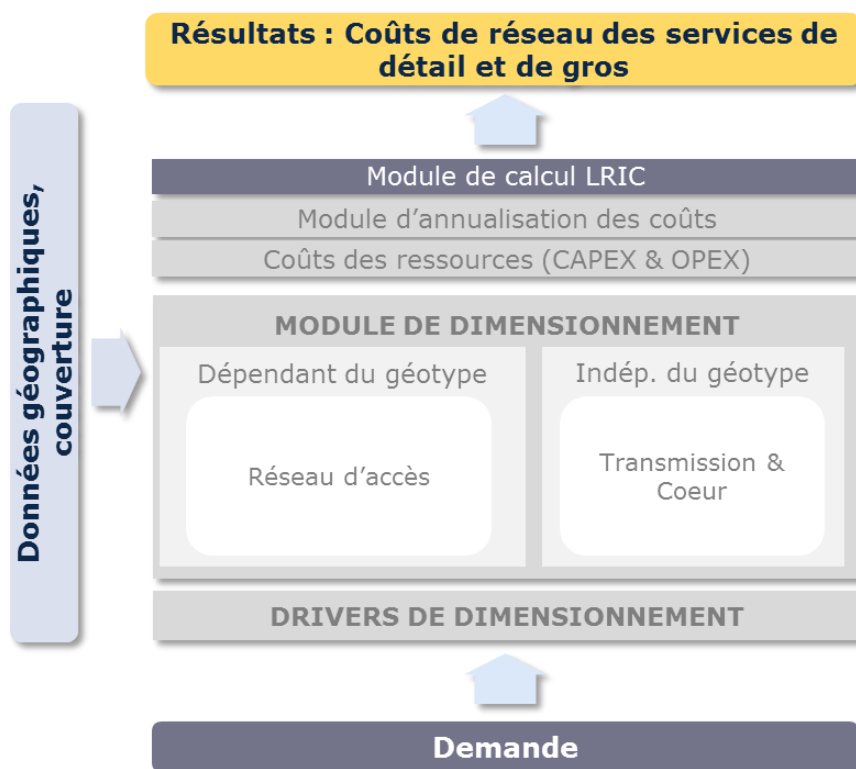 Résultats : Coûts de réseau des services de
détail et de gros
Données géographiques,
couverture
Module de calcul LRIC
Module d’annualisation des coûts
Coûts des ressources (CAPEX & OPEX)
MODULE DE DIMENSIONNEMENT
Dépendant du géotype
Réseau d’accès
Indép. du géotype
Transmission &
Coeur
DRIVERS DE DIMENSIONNEMENT
Demande